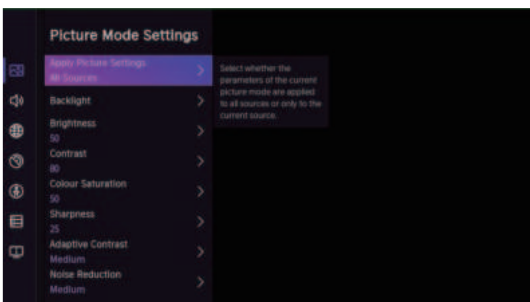 Picture Mode Settings
Apply Picture Settings
All Sources
Backlight
Brightness
50
Contrast
80
Colour Saturation
50
Sharpness
25
Adaptive Contrast
Medium
Noise Reduction
Medium
Select whether the
parameters of the current
picture mode are applied
to all sources or only to the
current source.